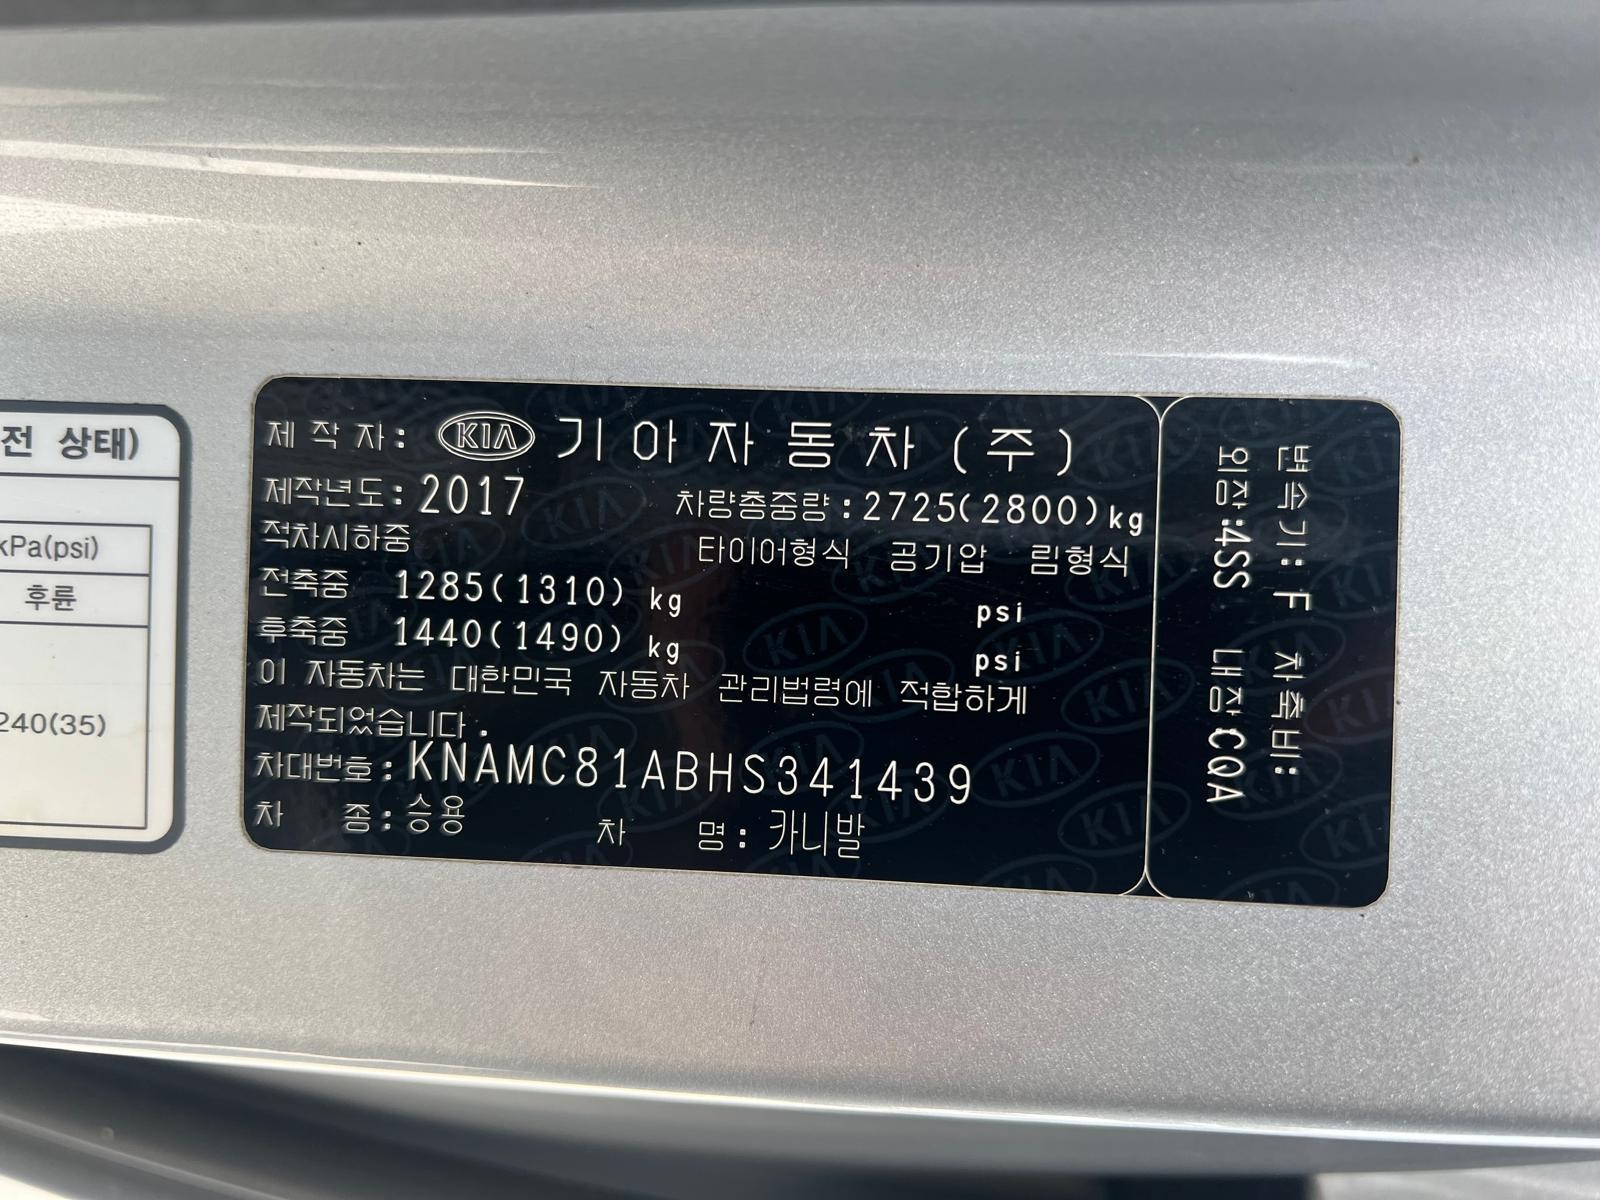 전 상태)
kPa(psi)
후륜
240(35)
제 작 자: KIA 기아자동차(주)
제작년도: 2017 차량총중량: 2725(2800)kg
적차시하중 타이어형식 공기압 림형식
전축중 1285(1310) kg psi
후축중 1440(1490) kg psi
이 자동차는 대한민국 자동차 관리법령에 적합하게
제작되었습니다.
차대번호: KNAMC81ABHS341439
차 종: 승용 차 명: 카니발
변속기: F 차축비:
외장:4SS 내장:CQA